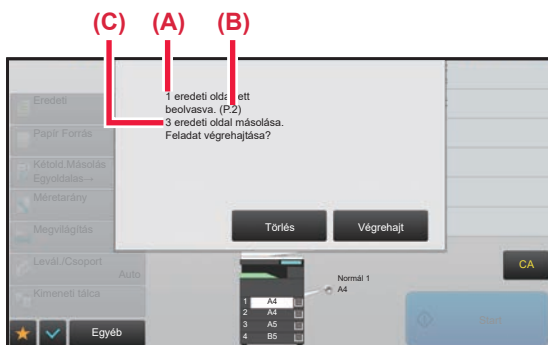 (C) (A) (B)
1 eredeti oldal ett
beolvasva. (P.2)
3 eredeti oldal másolása.
Feladat végrehajtása?
Törlés Végrehajt
Eredeti
Papír Forrás
Kétold.Másolás
Egyoldalas→
Méretarány
Megvilágítás
Levál./Csoport
Auto
Kimeneti tálca
Egyéb
Normál 1
A4
1 A4
2 A4
3 A5
4 B5
CA
Start